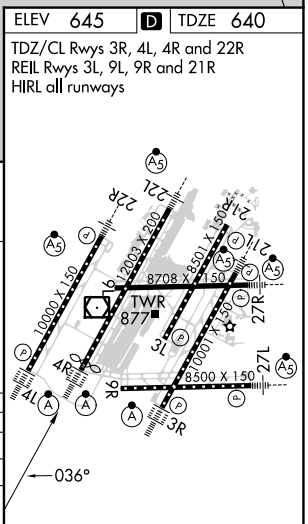 ELEV 645 D TDZE 640
TDZ/CL Rwys 3R, 4L, 4R and 22R
REIL Rwys 3L, 9L, 9R and 21R
HIRL all runways
A5
22L
22R
21R
A5
P
12003 X 200
8501 X 150
A5
P
21L
A5
10000 X 150
9L
8708 X 150
P
27R
TWR
877
3L
10001 X 150
P
4R
9R
8500 X 150
27L
A5
4L
A
A
A
P
P
3R
036°